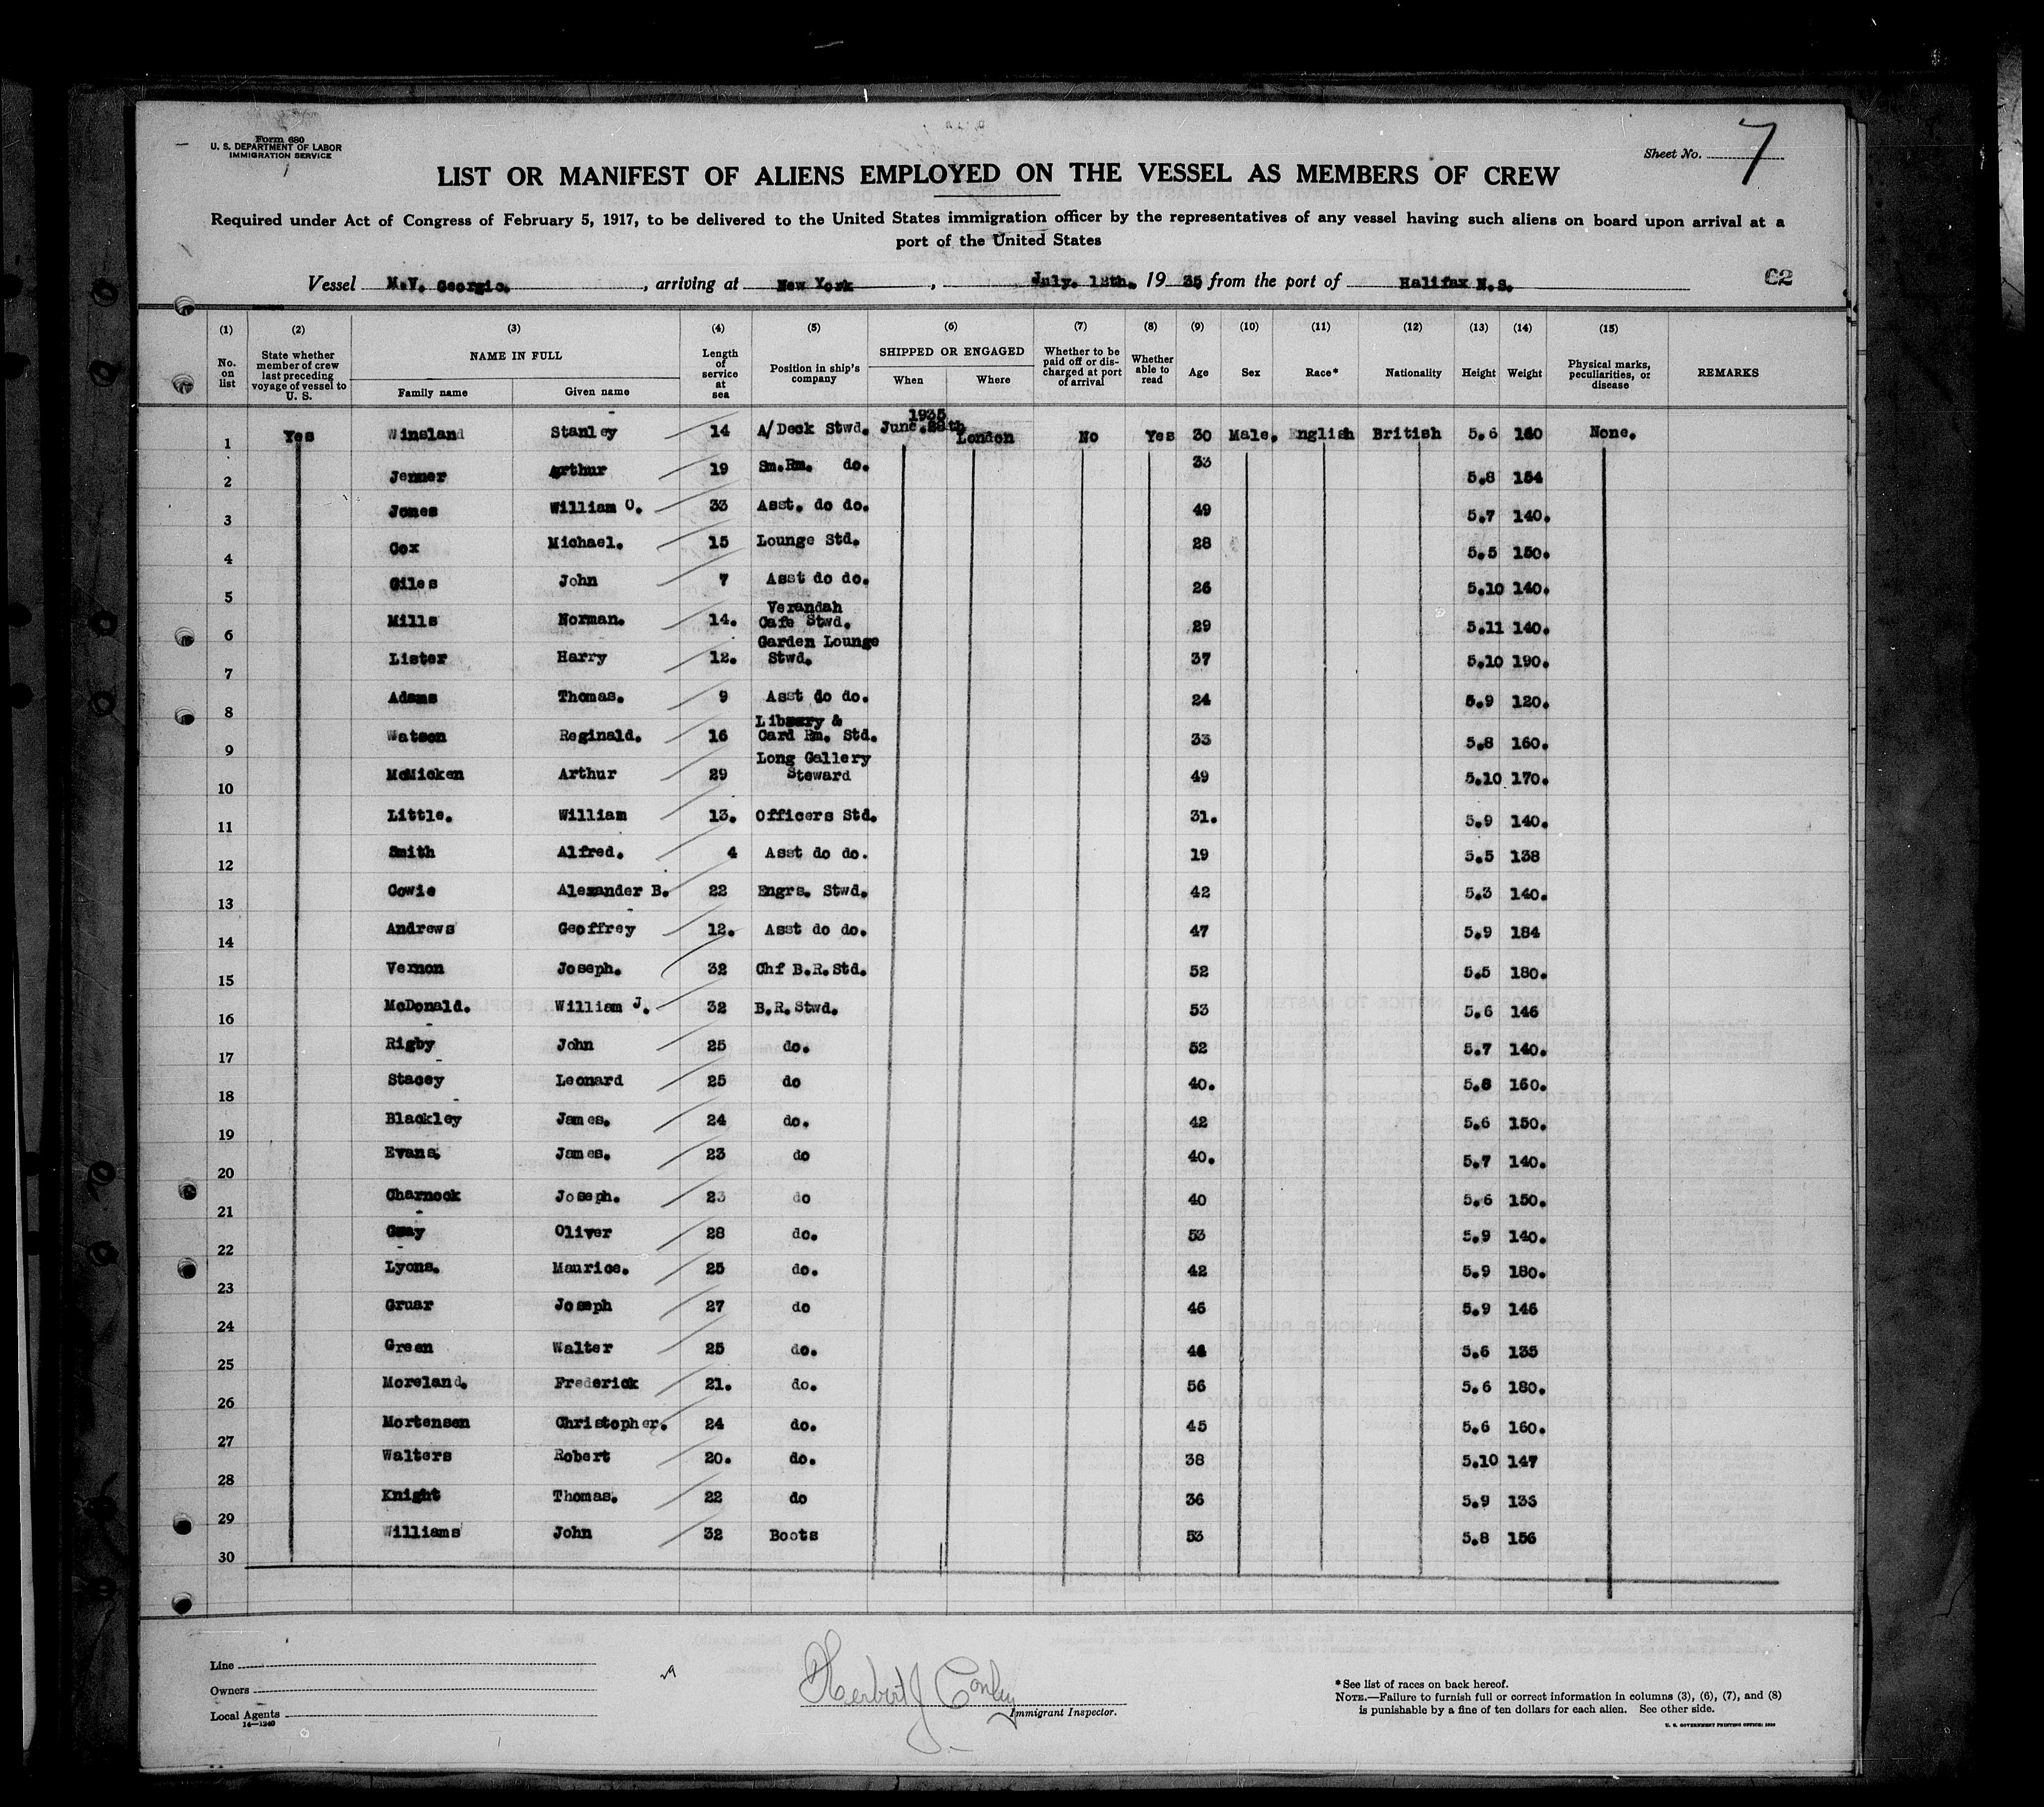 Form 680
U. S. DEPARTMENT OF LABOR
IMMIGRATION SERVICE
Sheet No. 7
LIST OR MANIFEST OF ALIENS EMPLOYED ON THE VESSEL AS MEMBERS OF CREW
Required under Act of Congress of February 5, 1917, to be delivered to the United States immigration officer by the representatives of any vessel having such aliens on board upon arrival at a
port of the United States
Vessel M.V. Georgic. , arriving at New York , July. 12th. 19 35 from the port of Halifax N.S. C2
(1) (2) (3) (4) (5) (6) (7) (8) (9) (10) (11) (12) (13) (14) (15)
No. on list State whether member of crew last preceding voyage of vessel to U. S. NAME IN FULL Family name Given name Length of service at sea Position in ship's company SHIPPED OR ENGAGED When Where Whether to be paid off or discharged at port of arrival Whether able to read Age Sex Race* Nationality Height Weight Physical marks, peculiarities, or disease REMARKS
1935
1 Yes Winsland Stanley 14 A/Deck Stwd. June.28th London No Yes 30 Male. English British 5.6 160 None.
2 Jenner Arthur 19 Sm.Rm. do. 33 5.8 154
3 Jones William O. 33 Asst. do do. 49 5.7 140.
4 Cox Michael. 15 Lounge Std. 28 5.5 150.
5 Giles John 7 Asst do do. 26 5.10 140.
6 Mills Norman. 14. Verandah Cafe Stwd. 29 5.11 140.
7 Lister Harry 12. Garden Lounge Stwd. 37 5.10 190.
8 Adams Thomas. 9 Asst do do. 24 5.9 120.
9 Watson Reginald. 16 Library & Card Rm. Std. 33 5.8 160.
10 McMicken Arthur 29 Long Gallery Steward 49 5.10 170.
11 Little. William 13. Officers Std. 31. 5.9 140.
12 Smith Alfred. 4 Asst do do. 19 5.5 138
13 Cowie Alexander B. 22 Engrs. Stwd. 42 5.3 140.
14 Andrews Geoffrey 12. Asst do do. 47 5.9 184
15 Vernon Joseph. 32 Chf B.R.Std. 52 5.5 180.
16 McDonald. William J. 32 B.R.Stwd. 53 5.6 146
17 Rigby John 25 do. 52 5.7 140.
18 Stacey Leonard 25 do 40. 5.8 160.
19 Blackley James. 24 do. 42 5.6 150.
20 Evans. James. 23 do 40. 5.7 140.
21 Charnock Joseph. 23 do 40 5.6 150.
22 Oliver 28 do. 53 5.9 140.
23 Lyons. Maurice. 25 do. 42 5.9 180.
24 Gruar Joseph 27 do 46 5.9 146
25 Green Walter 25 do. 5.6 135
26 Moreland. Frederick 21. do. 56 5.6 180.
27 Mortensen Christopher. 24 do. 45 5.6 160.
28 Walters Robert 20. do. 38 5.10 147
29 Knight Thomas. 22 do 36 5.9
30 Williams John 32 Boots 53 5.8 156
Line
Owners
Local Agents
14—1240
Herbert J Conley
Immigrant Inspector.
*See list of races on back hereof.
NOTE.—Failure to furnish full or correct information in columns (3), (6), (7), and (8)
is punishable by a fine of ten dollars for each alien. See other side.